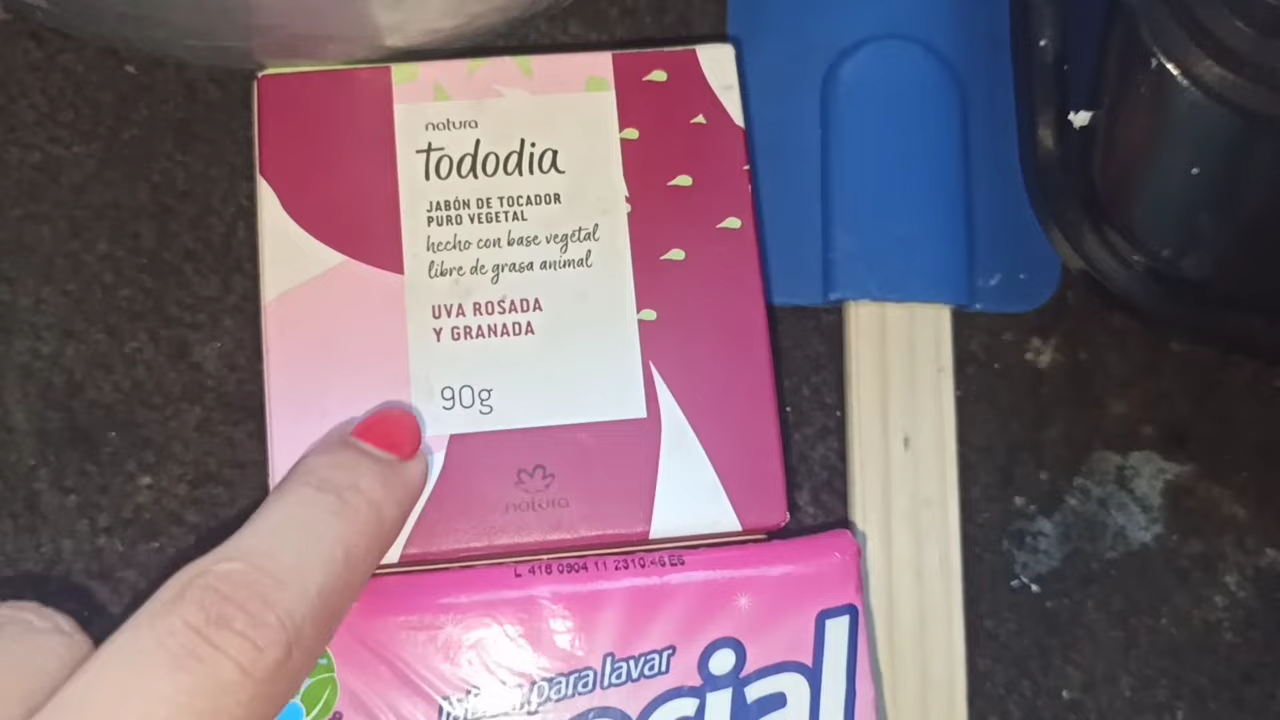 natura
tododia
JABÓN DE TOCADOR
PURO VEGETAL
hecho con base vegetal
libre de grasa animal
UVA ROSADA
Y GRANADA
90g
natura
L 416 0904 11 2310:46 E6
para lavar